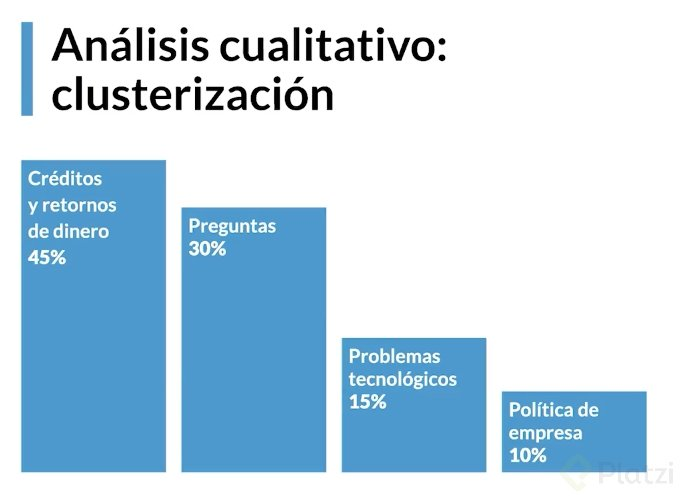 Análisis cualitativo:
clusterización
Créditos
y retornos
de dinero
45%
Preguntas
30%
Problemas
tecnológicos
15%
Política de
empresa
10%
Platzi